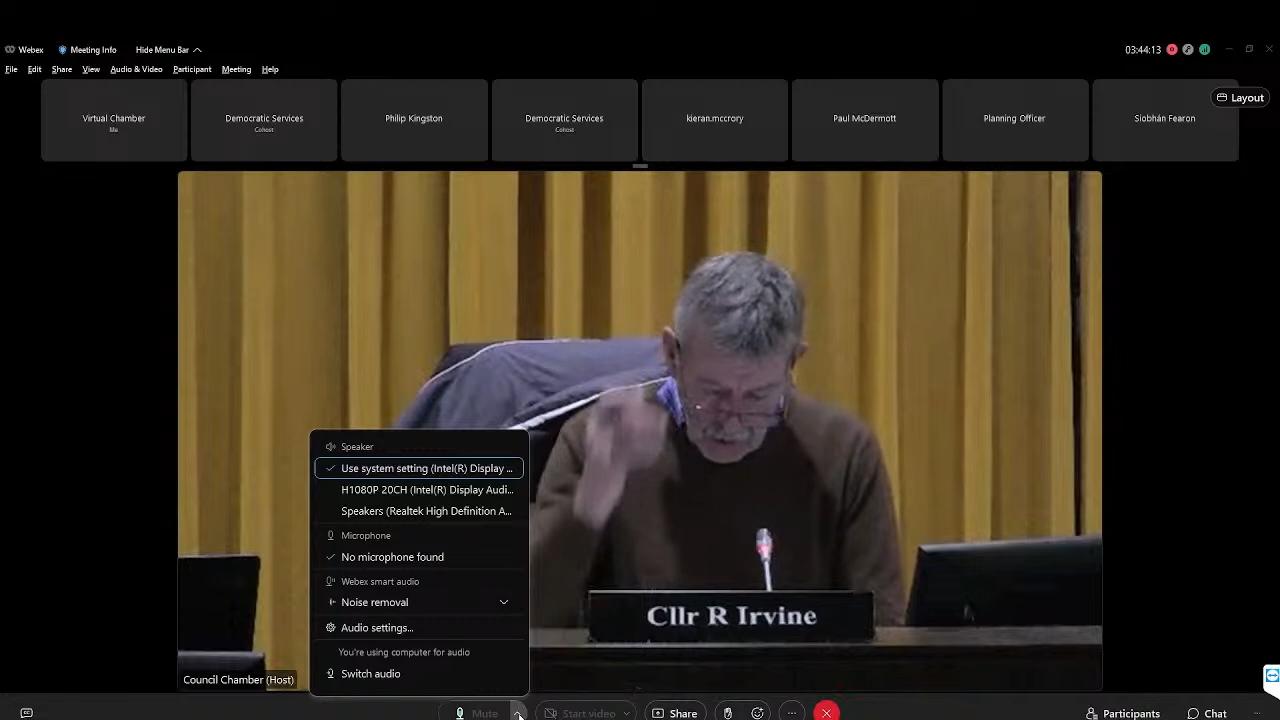 Webex
Meeting Info
Hide Menu Bar
03:44:13
File
Edit
Share
View
Audio & Video
Participant
Meeting
Help
Layout
Virtual Chamber
Me
Democratic Services
Cohost
Philip Kingston
Democratic Services
Cohost
kieran.mccrory
Paul McDermott
Planning Officer
Siobhán Fearon
Speaker
Use system setting (Intel(R) Display ...
H1080P 20CH (Intel(R) Display Audi...
Speakers (Realtek High Definition A...
Microphone
No microphone found
Webex smart audio
Noise removal
Audio settings...
You're using computer for audio
Switch audio
Cllr R Irvine
Council Chamber (Host)
Mute
Start video
Share
Participants
Chat